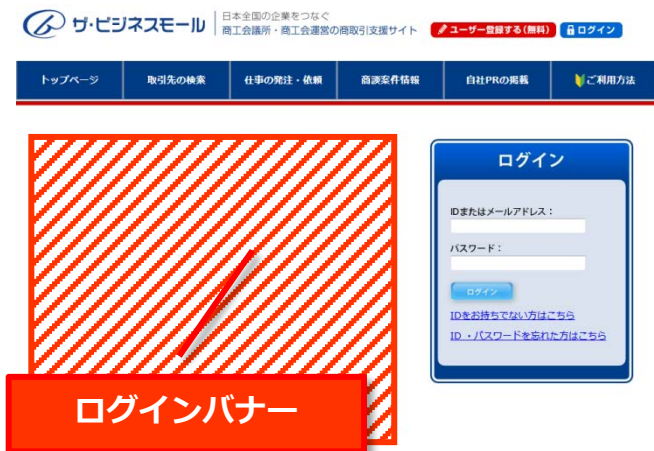 ザ・ビジネスモール
日本全国の企業をつなぐ
商工会議所・商工会運営の商取引支援サイト
ユーザー登録する(無料)
ログイン
トップページ
取引先の検索
仕事の発注・依頼
商談案件情報
自社PRの掲載
ご利用方法
ログイン
IDまたはメールアドレス：
パスワード：
ログイン
IDをお持ちでない方はこちら
ID ・パスワードを忘れた方はこちら
ログインバナー